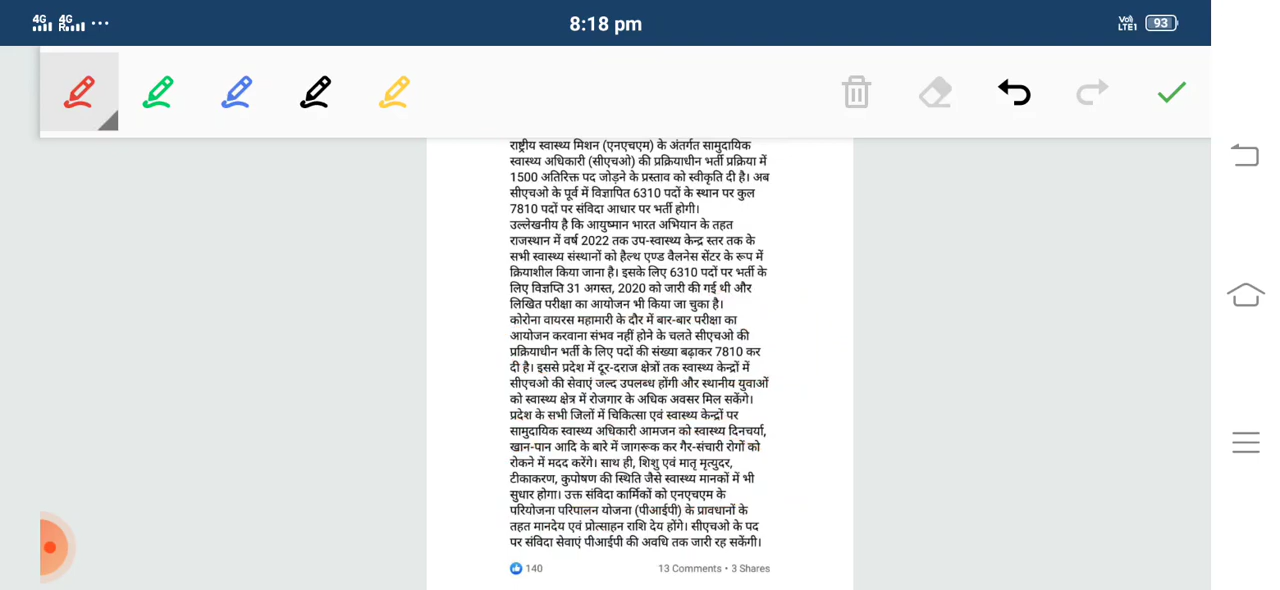 4G 4G R ...
8:18 pm
Vo) LTE1 93
राष्ट्रीय स्वास्थ्य मिशन (एनएचएम) के अंतर्गत सामुदायिक
स्वास्थ्य अधिकारी (सीएचओ) की प्रक्रियाधीन भर्ती प्रक्रिया में
1500 अतिरिक्त पद जोड़ने के प्रस्ताव को स्वीकृति दी है। अब
सीएचओ के पूर्व में विज्ञापित 6310 पदों के स्थान पर कुल
7810 पदों पर संविदा आधार पर भर्ती होगी।
उल्लेखनीय है कि आयुष्मान भारत अभियान के तहत
राजस्थान में वर्ष 2022 तक उप-स्वास्थ्य केन्द्र स्तर तक के
सभी स्वास्थ्य संस्थानों को हैल्थ एण्ड वैलनेस सेंटर के रूप में
क्रियाशील किया जाना है। इसके लिए 6310 पदों पर भर्ती के
लिए विज्ञप्ति 31 अगस्त, 2020 को जारी की गई थी और
लिखित परीक्षा का आयोजन भी किया जा चुका है।
कोरोना वायरस महामारी के दौर में बार-बार परीक्षा का
आयोजन करवाना संभव नहीं होने के चलते सीएचओ की
प्रक्रियाधीन भर्ती के लिए पदों की संख्या बढ़ाकर 7810 कर
दी है। इससे प्रदेश में दूर-दराज क्षेत्रों तक स्वास्थ्य केन्द्रों में
सीएचओ की सेवाएं जल्द उपलब्ध होंगी और स्थानीय युवाओं
को स्वास्थ्य क्षेत्र में रोजगार के अधिक अवसर मिल सकेंगे।
प्रदेश के सभी जिलों में चिकित्सा एवं स्वास्थ्य केन्द्रों पर
सामुदायिक स्वास्थ्य अधिकारी आमजन को स्वास्थ्य दिनचर्या,
खान-पान आदि के बारे में जागरूक कर गैर-संचारी रोगों को
रोकने में मदद करेंगे। साथ ही, शिशु एवं मातृ मृत्युदर,
टीकाकरण, कुपोषण की स्थिति जैसे स्वास्थ्य मानकों में भी
सुधार होगा। उक्त संविदा कार्मिकों को एनएचएम के
परियोजना परिपालन योजना (पीआईपी) के प्रावधानों के
तहत मानदेय एवं प्रोत्साहन राशि देय होंगे। सीएचओ के पद
पर संविदा सेवाएं पीआईपी की अवधि तक जारी रह सकेंगी।
140 13 Comments • 3 Shares